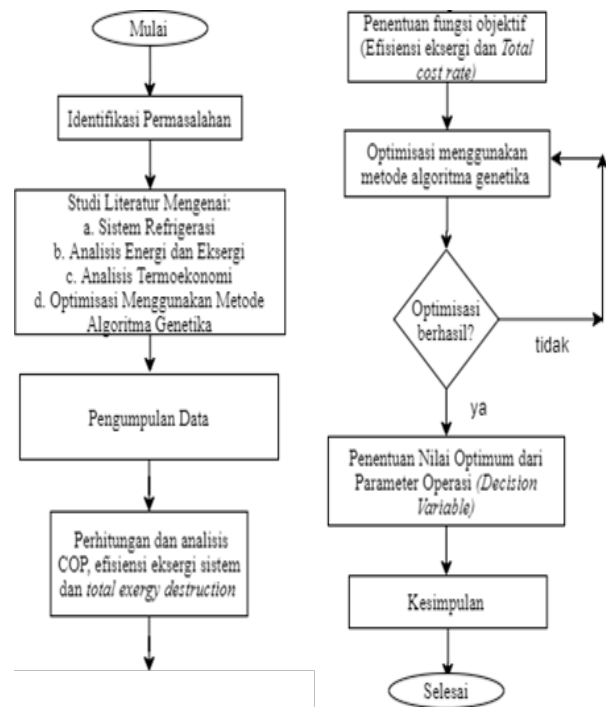 Mulai
Identifikasi Permasalahan
Studi Literatur Mengenai:
a. Sistem Refrigerasi
b. Analisis Energi dan Eksergi
c. Analisis Termoekonomi
d. Optimisasi Menggunakan Metode
Algoritma Genetika
Pengumpulan Data
Perhitungan dan analisis
COP, efisiensi eksergi sistem
dan total exergy destruction
Penentuan fungsi objektif
(Efisiensi eksergi dan Total
cost rate)
Optimisasi menggunakan
metode algoritma genetika
Optimisasi
berhasil?
tidak
ya
Penentuan Nilai Optimum dari
Parameter Operasi (Decision
Variable)
Kesimpulan
Selesai